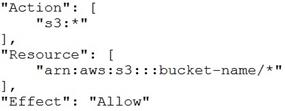 "Action": [
    "s3:*"
],
"Resource": [
    "arn:aws:s3:::bucket-name/*"
],
"Effect": "Allow"